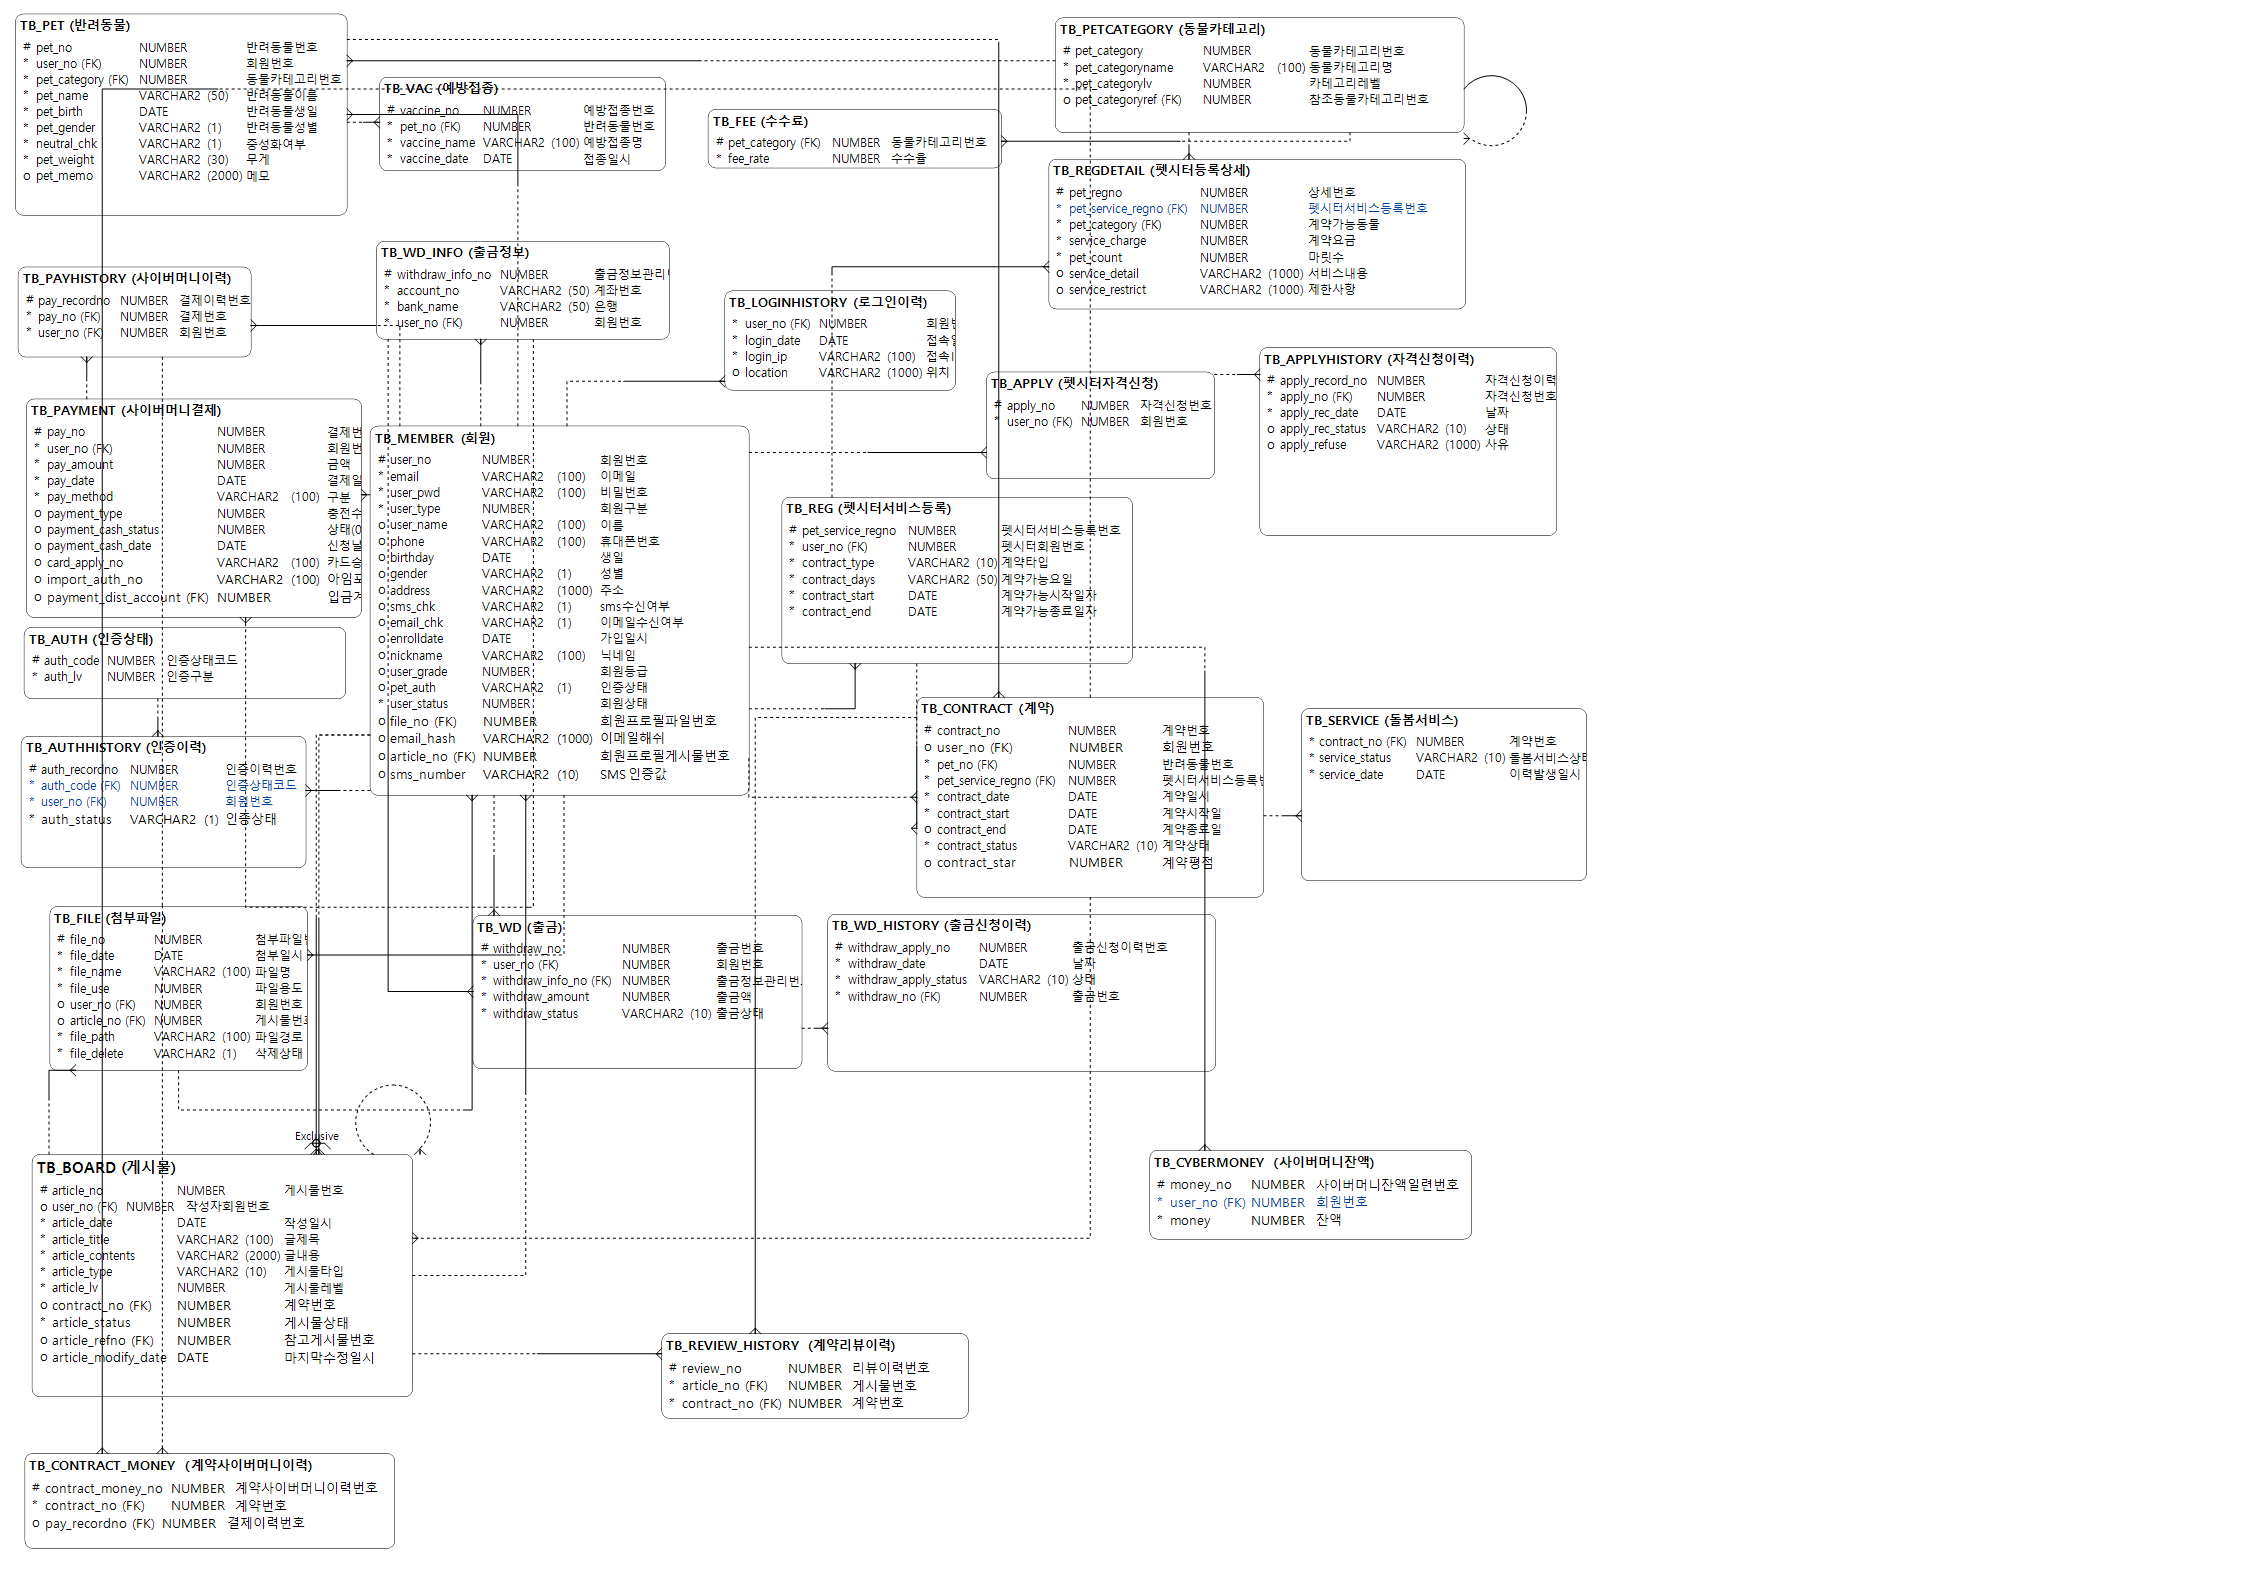 TB_PET (반려동물)
# pet_no NUMBER 반려동물번호
* user_no (FK) NUMBER 회원번호
* pet_category (FK) NUMBER 동물카테고리번호
* pet_name VARCHAR2 (50) 반려동물이름
* pet_birth DATE 반려동물생일
* pet_gender VARCHAR2 (1) 반려동물성별
* neutral_chk VARCHAR2 (1) 중성화여부
* pet_weight VARCHAR2 (30) 무게
o pet_memo VARCHAR2 (2000) 메모
TB_VAC (예방접종)
# vaccine_no NUMBER 예방접종번호
* pet_no (FK) NUMBER 반려동물번호
* vaccine_name VARCHAR2 (100) 예방접종명
* vaccine_date DATE 접종일시
TB_FEE (수수료)
# pet_category (FK) NUMBER 동물카테고리번호
* fee_rate NUMBER 수수율
TB_PETCATEGORY (동물카테고리)
# pet_category NUMBER 동물카테고리번호
* pet_categoryname VARCHAR2 (100) 동물카테고리명
* pet_categorylv NUMBER 카테고리레벨
o pet_categoryref (FK) NUMBER 참조동물카테고리번호
TB_REGDETAIL (펫시터등록상세)
# pet_regno NUMBER 상세번호
* pet_service_regno (FK) NUMBER 펫시터서비스등록번호
* pet_category (FK) NUMBER 계약가능동물
* service_charge NUMBER 계약요금
* pet_count NUMBER 마릿수
o service_detail VARCHAR2 (1000) 서비스내용
o service_restrict VARCHAR2 (1000) 제한사항
TB_PAYHISTORY (사이버머니이력)
# pay_recordno NUMBER 결제이력번호
* pay_no (FK) NUMBER 결제번호
* user_no (FK) NUMBER 회원번호
TB_WD_INFO (출금정보)
# withdraw_info_no NUMBER 출금정보관리
* account_no VARCHAR2 (50) 계좌번호
* bank_name VARCHAR2 (50) 은행
* user_no (FK) NUMBER 회원번호
TB_LOGINHISTORY (로그인이력)
* user_no (FK) NUMBER 회원
* login_date DATE 접속
* login_ip VARCHAR2 (100) 접속
o location VARCHAR2 (1000) 위치
TB_APPLY (펫시터자격신청)
# apply_no NUMBER 자격신청번호
* user_no (FK) NUMBER 회원번호
TB_APPLYHISTORY (자격신청이력)
# apply_record_no NUMBER 자격신청이력
* apply_no (FK) NUMBER 자격신청번호
* apply_rec_date DATE 날짜
o apply_rec_status VARCHAR2 (10) 상태
o apply_refuse VARCHAR2 (1000) 사유
TB_PAYMENT (사이버머니결제)
# pay_no NUMBER 결제번
* user_no (FK) NUMBER 회원번
* pay_amount NUMBER 금액
* pay_date DATE 결제일
* pay_method VARCHAR2 (100) 구분
o payment_type NUMBER 충전수
o payment_cash_status NUMBER 상태(0
o payment_cash_date DATE 신청날
o card_apply_no VARCHAR2 (100) 카드승
o import_auth_no VARCHAR2 (100) 아임포
o payment_dist_account (FK) NUMBER 입금
TB_MEMBER (회원)
# user_no NUMBER 회원번호
* email VARCHAR2 (100) 이메일
* user_pwd VARCHAR2 (100) 비밀번호
* user_type NUMBER 회원구분
o user_name VARCHAR2 (100) 이름
o phone VARCHAR2 (100) 휴대폰번호
o birthday DATE 생일
o gender VARCHAR2 (1) 성별
o address VARCHAR2 (1000) 주소
o sms_chk VARCHAR2 (1) sms수신여부
o email_chk VARCHAR2 (1) 이메일수신여부
o enrolldate DATE 가입일시
o nickname VARCHAR2 (100) 닉네임
o user_grade NUMBER 회원등급
o pet_auth VARCHAR2 (1) 인증상태
* user_status NUMBER 회원상태
o file_no (FK) NUMBER 회원프로필파일번호
o email_hash VARCHAR2 (1000) 이메일해쉬
o article_no (FK) NUMBER 회원프로필게시물번호
o sms_number VARCHAR2 (10) SMS 인증값
TB_REG (펫시터서비스등록)
# pet_service_regno NUMBER 펫시터서비스등록번호
* user_no (FK) NUMBER 펫시터회원번호
* contract_type VARCHAR2 (10) 계약타입
* contract_days VARCHAR2 (50) 계약가능요일
* contract_start DATE 계약가능시작일자
* contract_end DATE 계약가능종료일자
TB_AUTH (인증상태)
# auth_code NUMBER 인증상태코드
* auth_lv NUMBER 인증구분
TB_AUTHHISTORY (인증이력)
# auth_recordno NUMBER 인증이력번호
* auth_code (FK) NUMBER 인증상태코드
* user_no (FK) NUMBER 회원번호
* auth_status VARCHAR2 (1) 인증상태
TB_CONTRACT (계약)
# contract_no NUMBER 계약번호
o user_no (FK) NUMBER 회원번호
* pet_no (FK) NUMBER 반려동물번호
* pet_service_regno (FK) NUMBER 펫시터서비스등록
* contract_date DATE 계약일시
* contract_start DATE 계약시작일
o contract_end DATE 계약종료일
* contract_status VARCHAR2 (10) 계약상태
o contract_star NUMBER 계약평점
TB_SERVICE (돌봄서비스)
* contract_no (FK) NUMBER 계약번호
* service_status VARCHAR2 (10) 돌봄서비스상태
* service_date DATE 이력발생일시
TB_FILE (첨부파일)
# file_no NUMBER 첨부파일
* file_date DATE 첨부일시
* file_name VARCHAR2 (100) 파일명
* file_use NUMBER 파일용도
o user_no (FK) NUMBER 회원번호
o article_no (FK) NUMBER 게시물번호
* file_path VARCHAR2 (100) 파일경로
* file_delete VARCHAR2 (1) 삭제상태
TB_WD (출금)
# withdraw_no NUMBER 출금번호
* user_no (FK) NUMBER 회원번호
* withdraw_info_no (FK) NUMBER 출금정보관리번
* withdraw_amount NUMBER 출금액
* withdraw_status VARCHAR2 (10) 출금상태
TB_WD_HISTORY (출금신청이력)
# withdraw_apply_no NUMBER 출금신청이력번호
* withdraw_date DATE 날짜
* withdraw_apply_status VARCHAR2 (10) 상태
* withdraw_no (FK) NUMBER 출금번호
Exclusive
TB_BOARD (게시물)
# article_no NUMBER 게시물번호
o user_no (FK) NUMBER 작성자회원번호
* article_date DATE 작성일시
* article_title VARCHAR2 (100) 글제목
* article_contents VARCHAR2 (2000) 글내용
* article_type VARCHAR2 (10) 게시물타입
* article_lv NUMBER 게시물레벨
o contract_no (FK) NUMBER 계약번호
* article_status NUMBER 게시물상태
o article_refno (FK) NUMBER 참고게시물번호
o article_modify_date DATE 마지막수정일시
TB_CYBERMONEY (사이버머니잔액)
# money_no NUMBER 사이버머니잔액일련번호
* user_no (FK) NUMBER 회원번호
* money NUMBER 잔액
TB_REVIEW_HISTORY (계약리뷰이력)
# review_no NUMBER 리뷰이력번호
* article_no (FK) NUMBER 게시물번호
* contract_no (FK) NUMBER 계약번호
TB_CONTRACT_MONEY (계약사이버머니이력)
# contract_money_no NUMBER 계약사이버머니이력번호
* contract_no (FK) NUMBER 계약번호
o pay_recordno (FK) NUMBER 결제이력번호